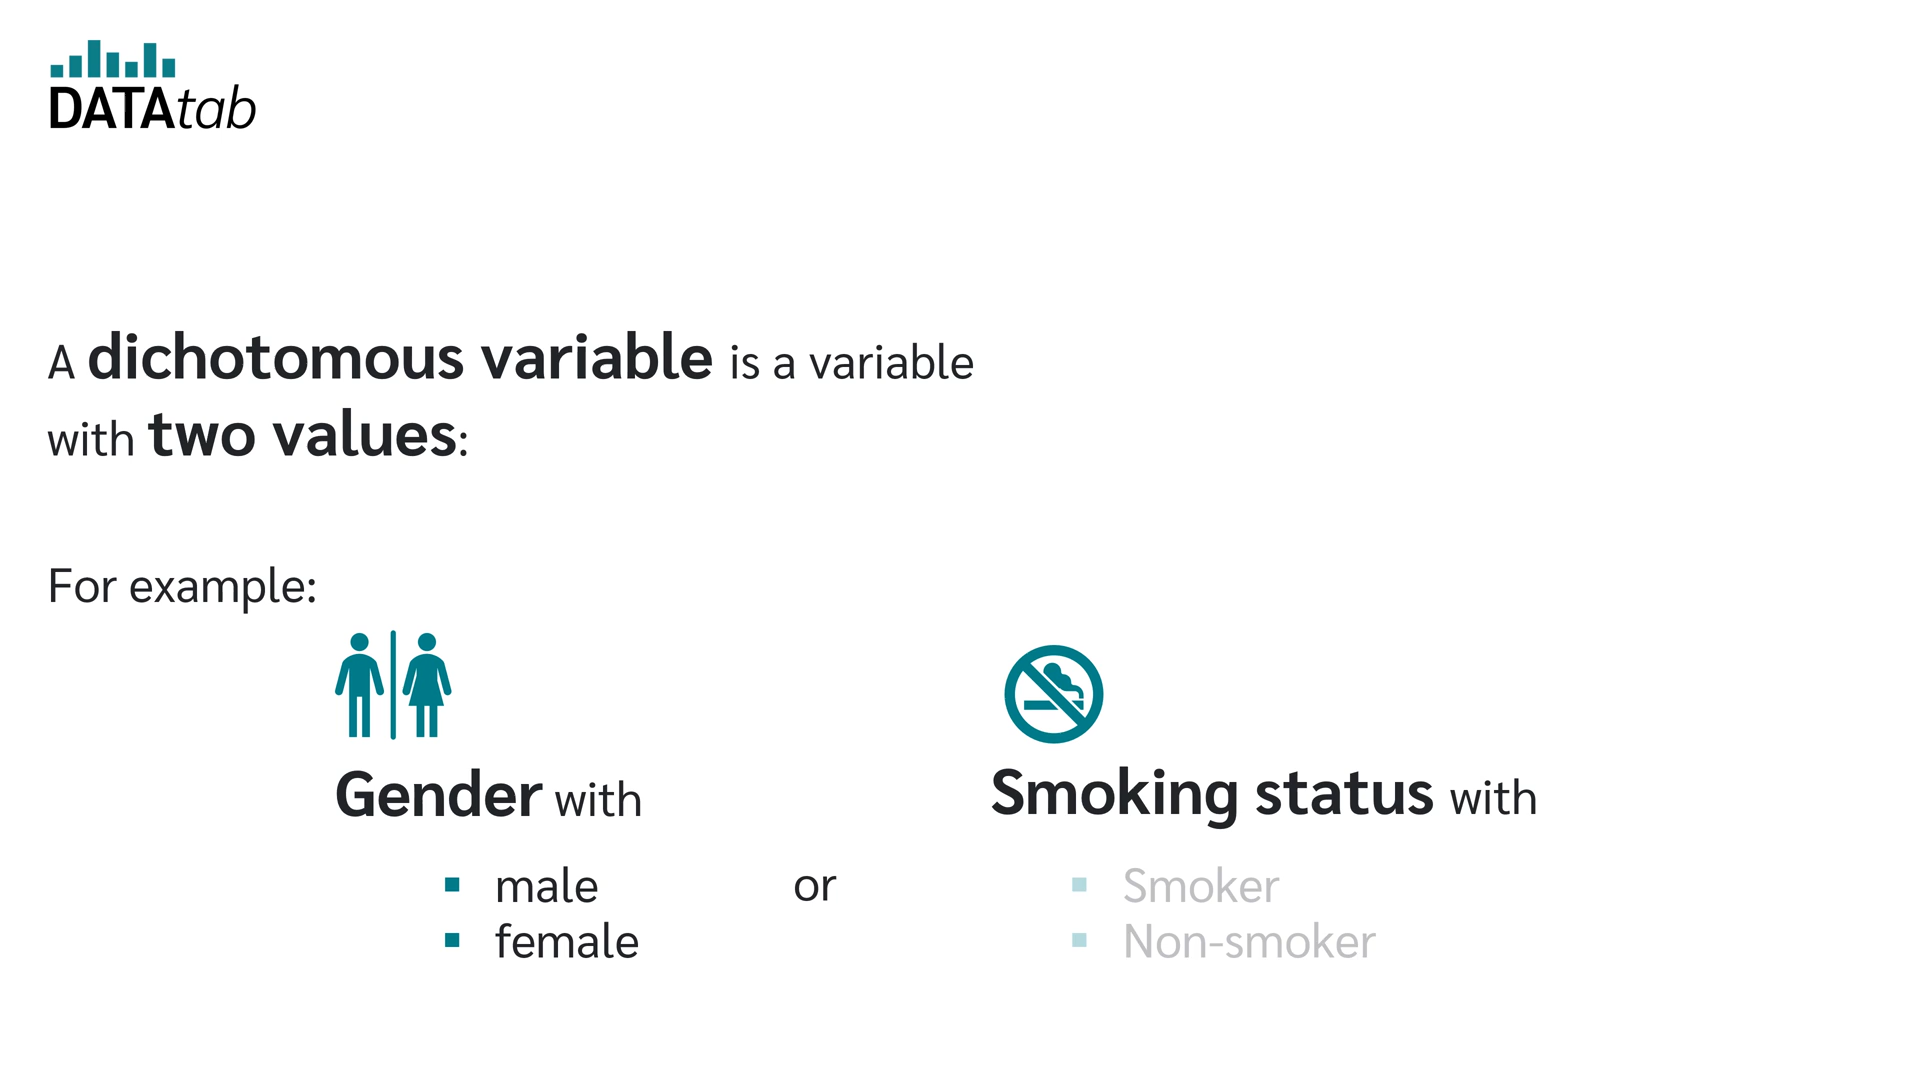 DATAtab
A dichotomous variable is a variable
with two values:
For example:
Gender with
male
female
or
Smoking status with
Smoker
Non-smoker